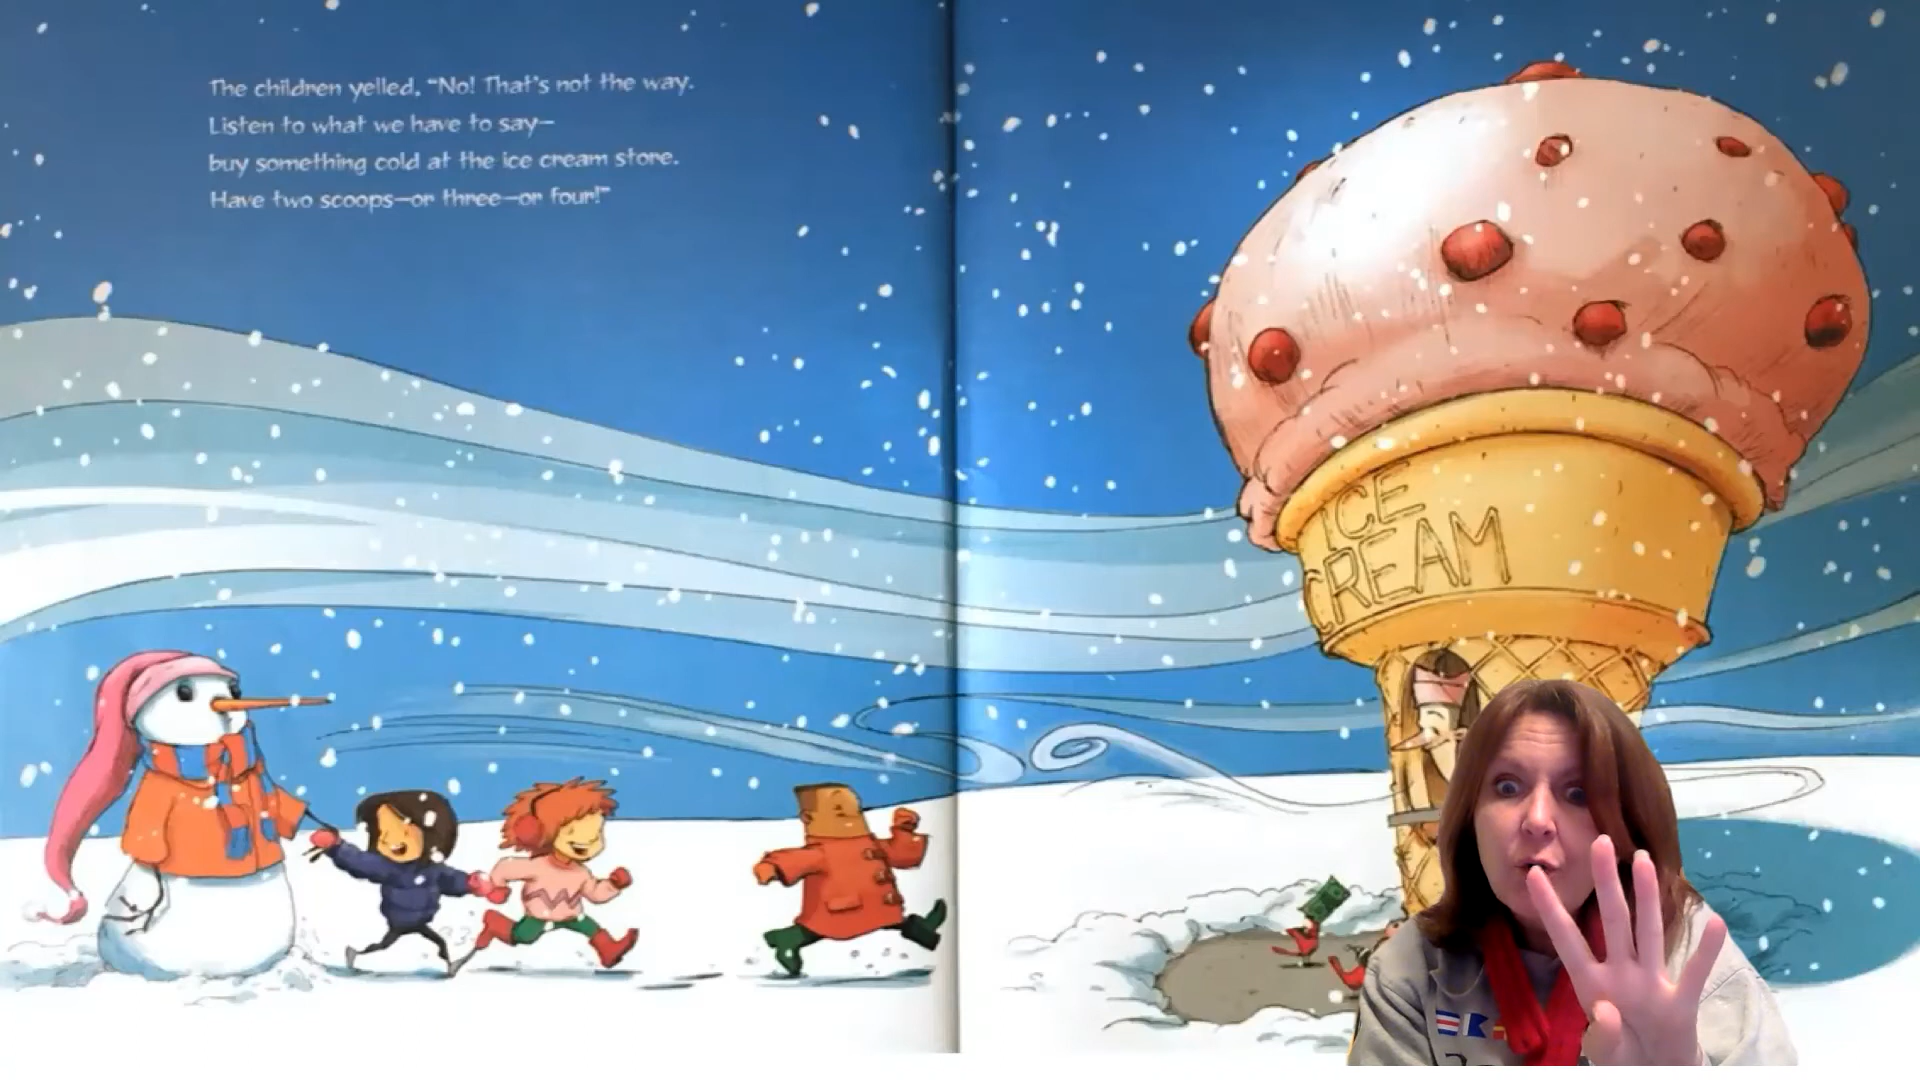 The children yelled, "No! That's not the way.
Listen to what we have to say—
buy something cold at the ice cream store.
Have two scoops—or three—or four!"
ICE
CREAM